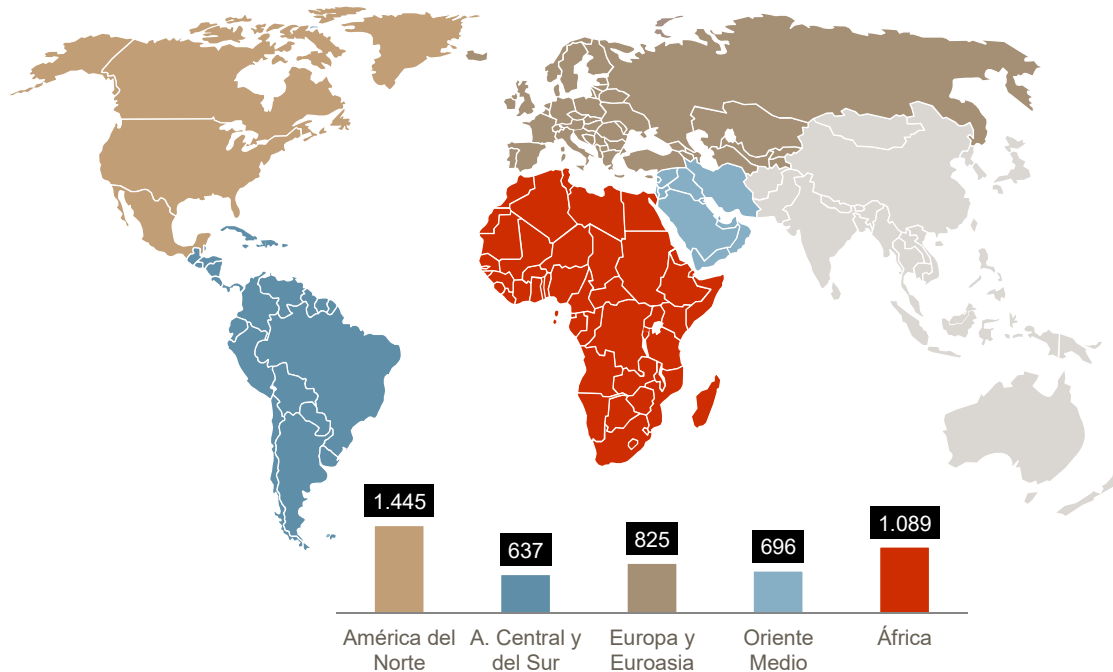 1.445
637
825
696
1.089
América del
Norte
A. Central y
del Sur
Europa y
Euroasia
Oriente
Medio
África